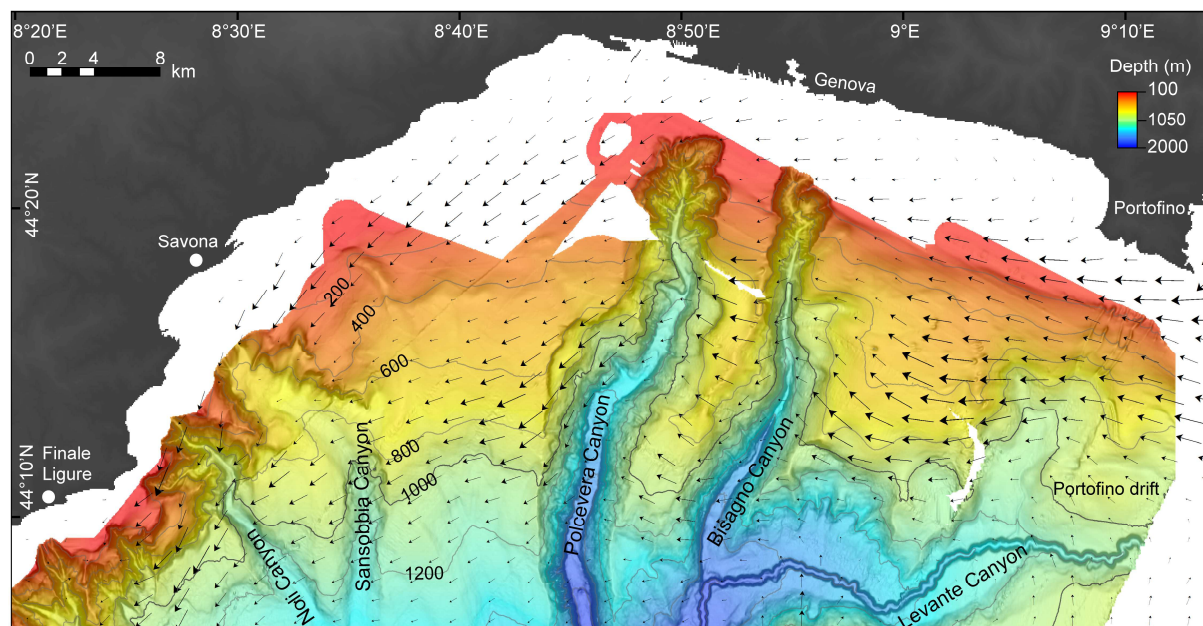 8°20'E 8°30'E 8°40'E 8°50'E 9°E 9°10'E
0 2 4 8
km
Genova
Depth (m)
100
1050
2000
44°20'N
Portofino
Savona
200
400
600
800
1000
1200
Finale
Ligure
44°10'N
Noli Canyon
Sansobbia Canyon
Polcevera Canyon
Bisagno Canyon
Levante Canyon
Portofino drift